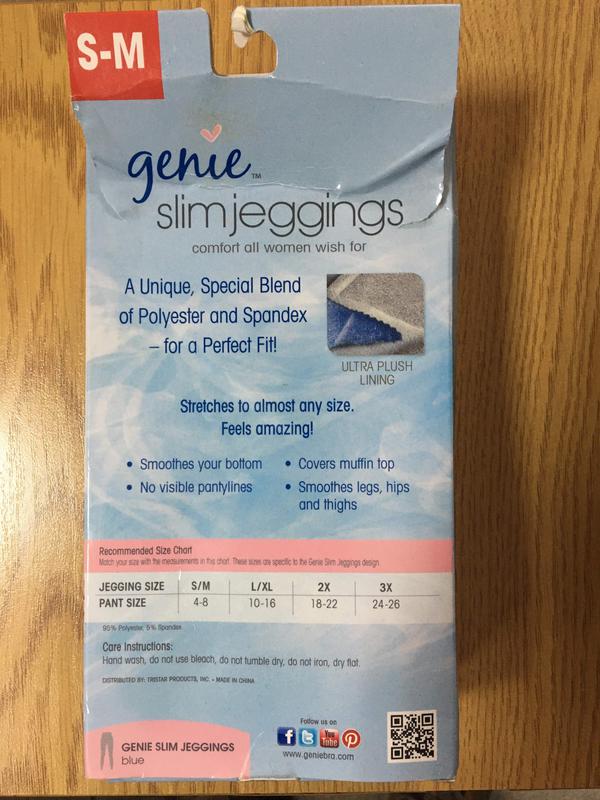 S-M
genie™
slimjeggings
comfort all women wish for
A Unique, Special Blend
of Polyester and Spandex
– for a Perfect Fit!
ULTRA PLUSH
LINING
Stretches to almost any size.
Feels amazing!
• Smoothes your bottom
• No visible pantylines
• Covers muffin top
• Smoothes legs, hips
and thighs
Recommended Size Chart
Match your size with the measurements in this chart. These sizes are specific to the Genie Slim Jeggings design.
JEGGING SIZE S/M L/XL 2X 3X
PANT SIZE 4-8 10-16 18-22 24-26
95% Polyester, 5% Spandex
Care Instructions:
Hand wash, do not use bleach, do not tumble dry, do not iron, dry flat.
DISTRIBUTED BY: TRISTAR PRODUCTS, INC. • MADE IN CHINA
Follow us on
f t You Tube P
www.geniebra.com
GENIE SLIM JEGGINGS
blue